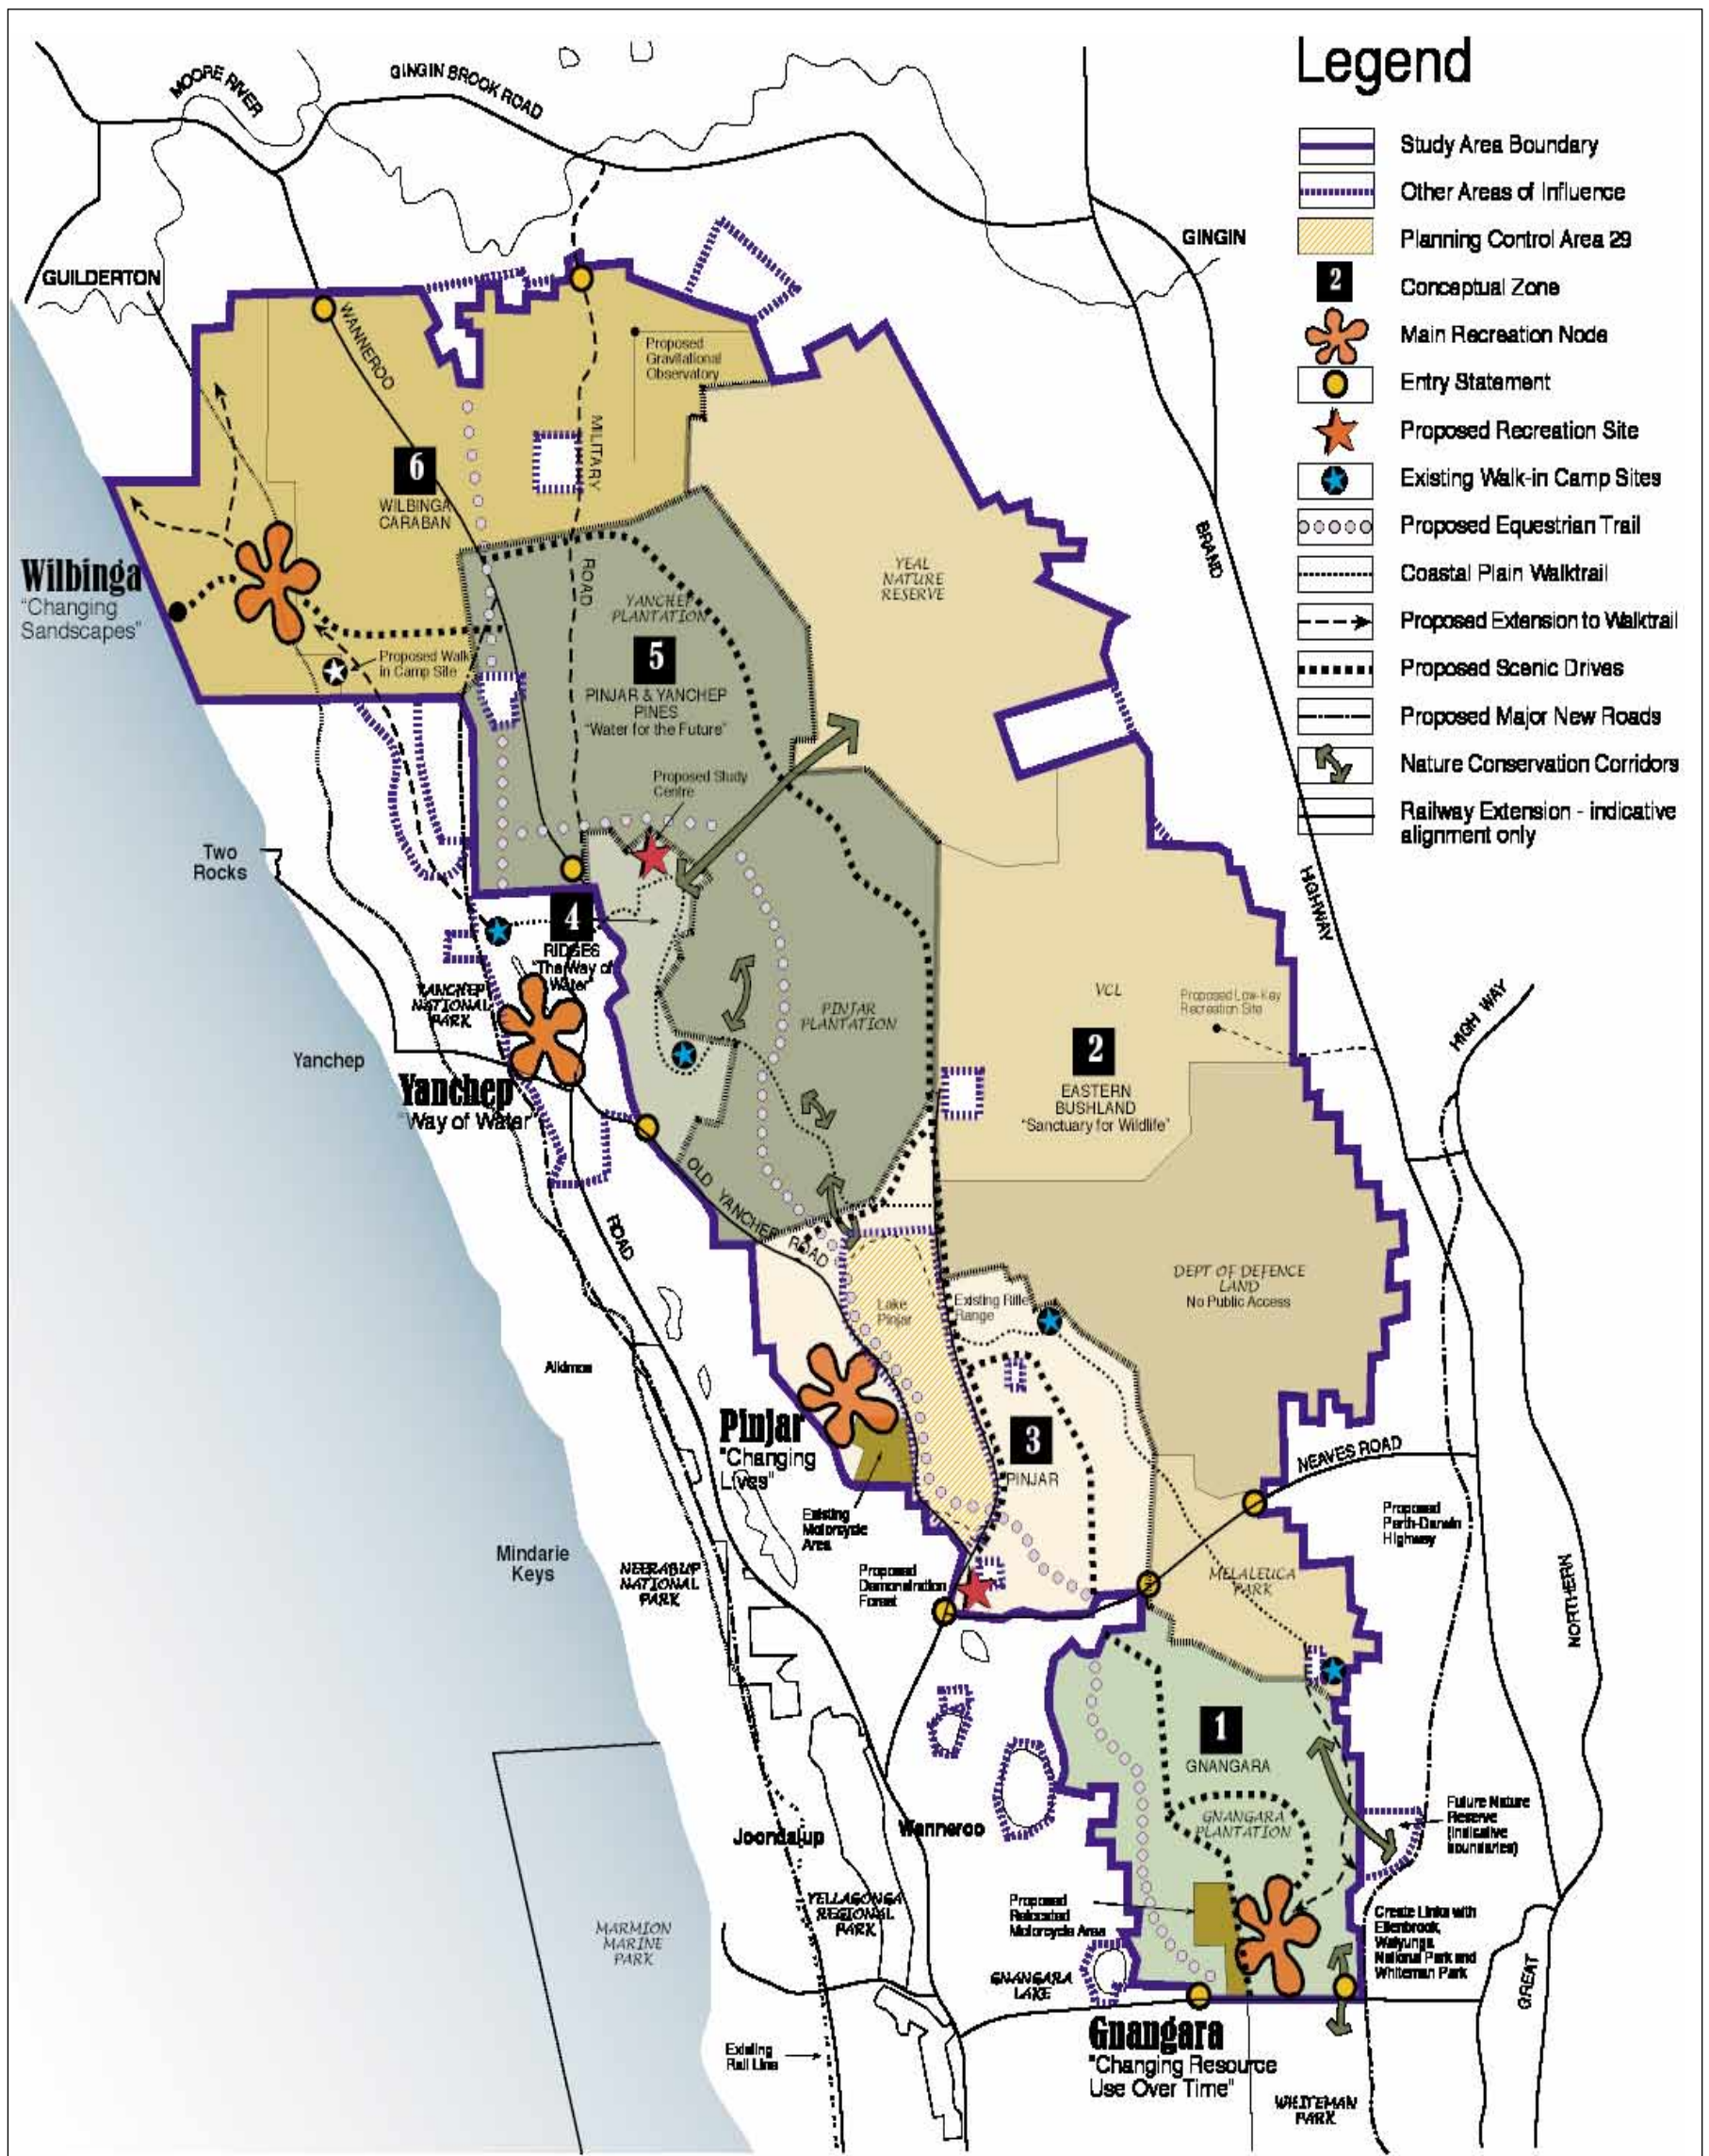 Legend
Study Area Boundary
Other Areas of Influence
Planning Control Area 29
2
Conceptual Zone
Main Recreation Node
Entry Statement
Proposed Recreation Site
Existing Walk-in Camp Sites
Proposed Equestrian Trail
Coastal Plain Walktrail
Proposed Extension to Walktrail
Proposed Scenic Drives
Proposed Major New Roads
Nature Conservation Corridors
Railway Extension - indicative
alignment only
MOORE RIVER
GINGIN BROOK ROAD
GINGIN
GUILDERTON
WANNEROO
MILITARY
ROAD
Proposed
Gravitational
Observatory
6
WILBINGA
CARABAN
Wilbinga
"Changing
Sandscapes"
Proposed Walk
in Camp Site
YEAL
NATURE
RESERVE
BRAND
HIGHWAY
YANCHEP
PLANTATION
5
PINJAR & YANCHEP
PINES
"Water for the Future"
Proposed Study
Centre
Two
Rocks
4
RIDGES
"The Way of
Water"
YANCHEP
NATIONAL
PARK
Yanchep
Yanchep
"Way of Water"
PINJAR
PLANTATION
VCL
Proposed Low-Key
Recreation Site
HIGH WAY
2
EASTERN
BUSHLAND
"Sanctuary for Wildlife"
OLD YANCHEP
ROAD
ROAD
DEPT OF DEFENCE
LAND
No Public Access
Lake
Pinjar
Existing Rifle
Range
Alkimos
Pinjar
"Changing
Lives"
3
PINJAR
NEAVES ROAD
Existing
Motorcycle
Area
Proposed
Perth-Darwin
Highway
Mindarie
Keys
NEERABUP
NATIONAL
PARK
Proposed
Demonstration
Forest
MELALEUCA
PARK
NORTHERN
1
GNANGARA
GNANGARA
PLANTATION
Future Nature
Reserve
(indicative
boundaries)
Joondalup
Wanneroo
YELLAGONGA
REGIONAL
PARK
Proposed
Relocated
Motorcycle Area
Create Links with
Ellenbrook,
Walyunga
National Park and
Whiteman Park
MARMION
MARINE
PARK
GNANGARA
LAKE
GREAT
Gnangara
"Changing Resource
Use Over Time"
Existing
Rail Line
WHITEMAN
PARK